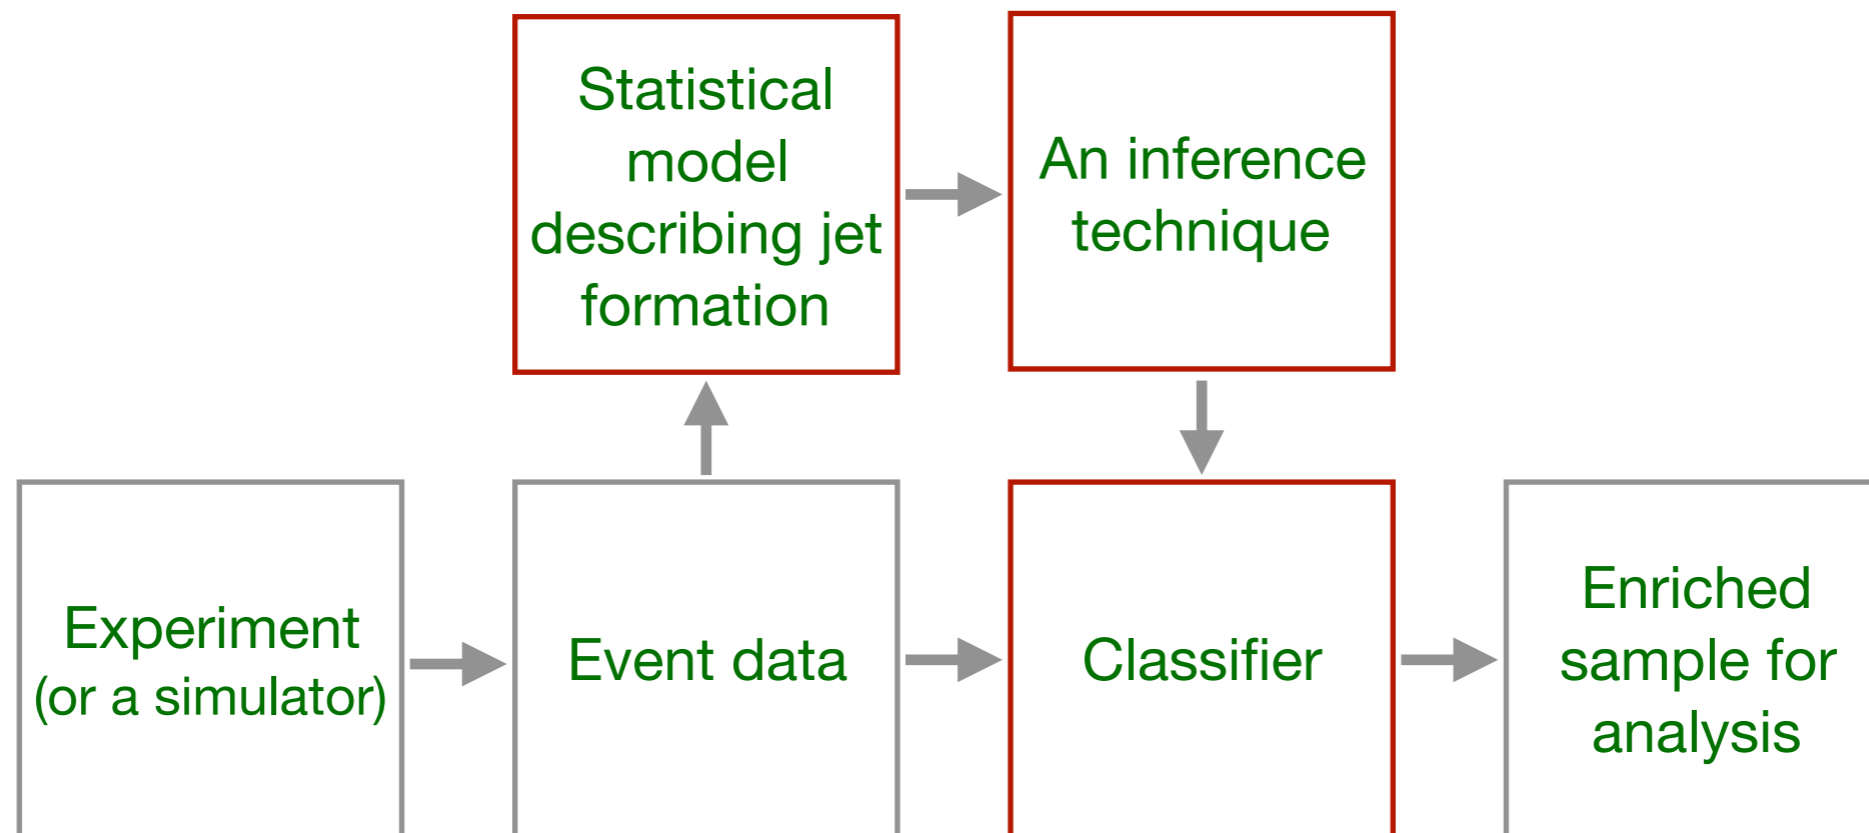 Statistical
model
describing jet
formation
An inference
technique
Experiment
(or a simulator)
Event data
Classifier
Enriched
sample for
analysis